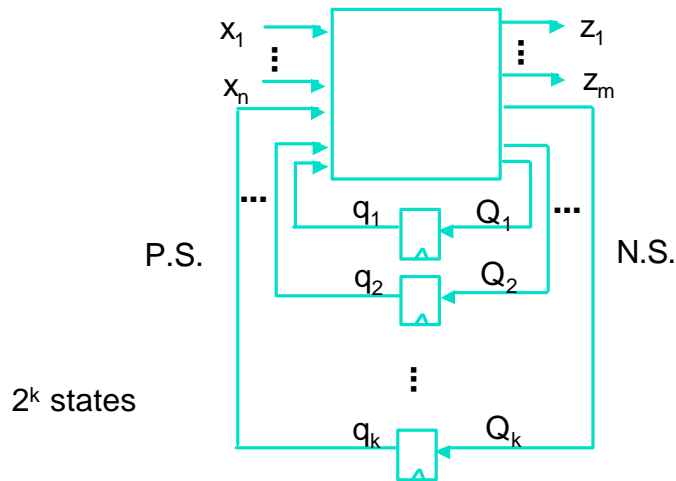 x₁
z₁
⋮
⋮
xₙ
zₘ
...
...
q₁
Q₁
P.S.
N.S.
q₂
Q₂
⋮
2ᵏ states
qₖ
Qₖ